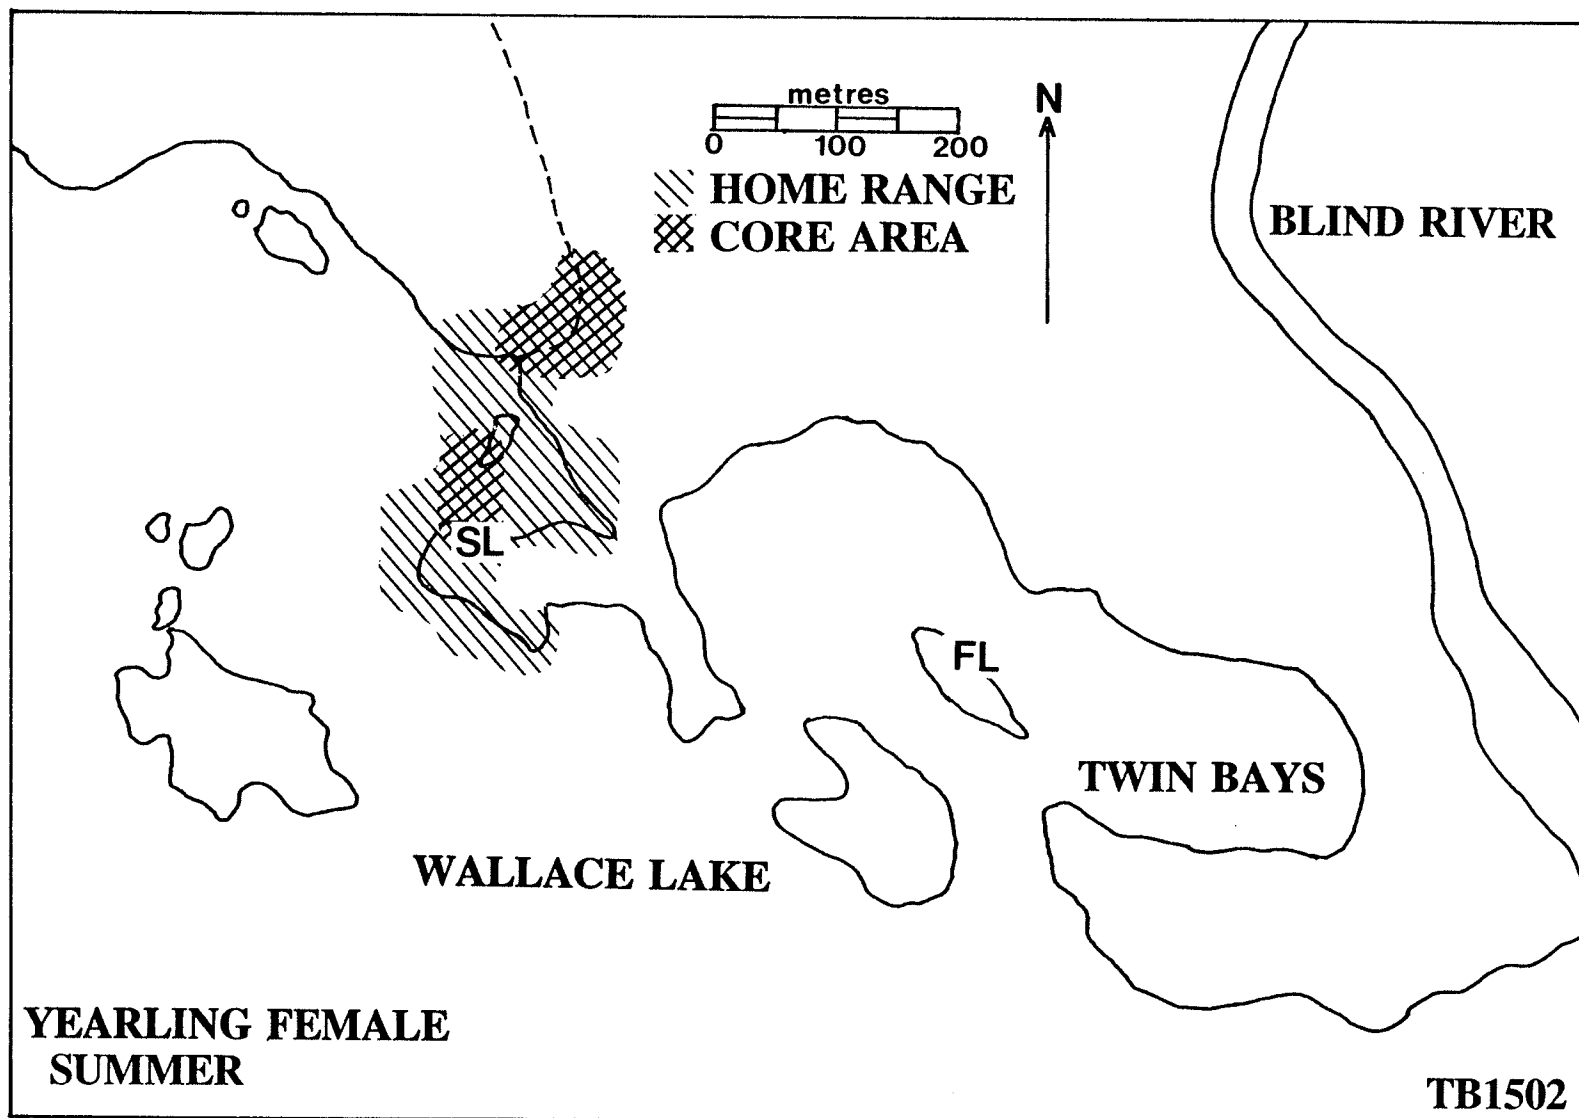 metres
0 100 200
N
HOME RANGE
CORE AREA
BLIND RIVER
SL
FL
TWIN BAYS
WALLACE LAKE
YEARLING FEMALE
SUMMER
TB1502